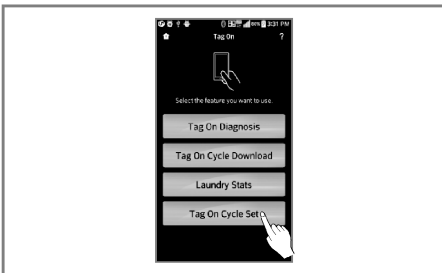 3:31 PM
Tag On
?
Select the feature you want to use.
Tag On Diagnosis
Tag On Cycle Download
Laundry Stats
Tag On Cycle Set